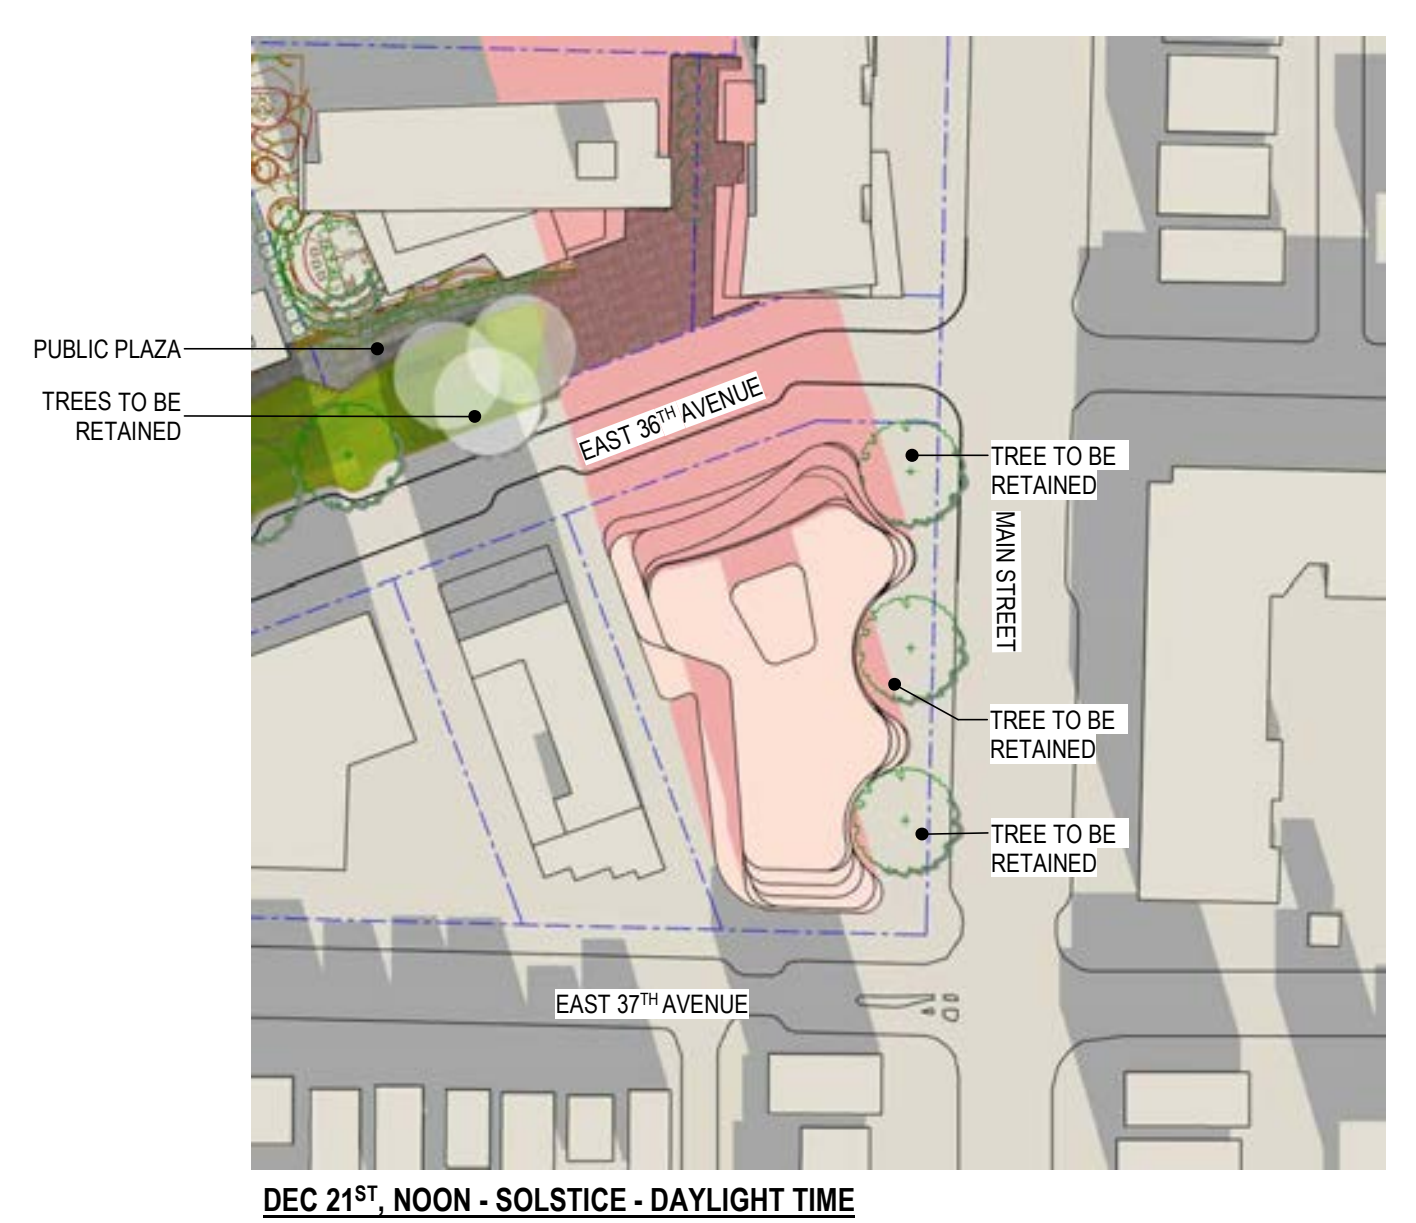 PUBLIC PLAZA
TREES TO BE
RETAINED
EAST 36TH AVENUE
TREE TO BE
RETAINED
MAIN STREET
TREE TO BE
RETAINED
TREE TO BE
RETAINED
EAST 37TH AVENUE
DEC 21ST, NOON - SOLSTICE - DAYLIGHT TIME